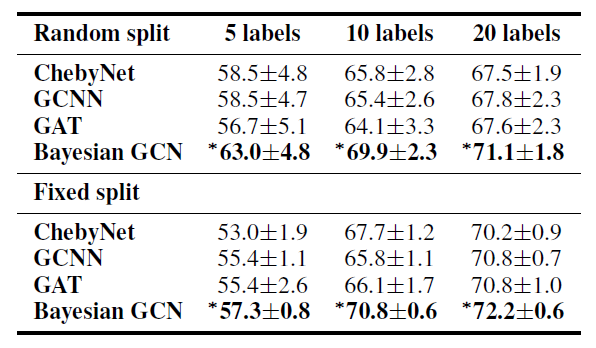 Random split 5 labels 10 labels 20 labels
ChebyNet 58.5±4.8 65.8±2.8 67.5±1.9
GCNN 58.5±4.7 65.4±2.6 67.8±2.3
GAT 56.7±5.1 64.1±3.3 67.6±2.3
Bayesian GCN *63.0±4.8 *69.9±2.3 *71.1±1.8
Fixed split
ChebyNet 53.0±1.9 67.7±1.2 70.2±0.9
GCNN 55.4±1.1 65.8±1.1 70.8±0.7
GAT 55.4±2.6 66.1±1.7 70.8±1.0
Bayesian GCN *57.3±0.8 *70.8±0.6 *72.2±0.6